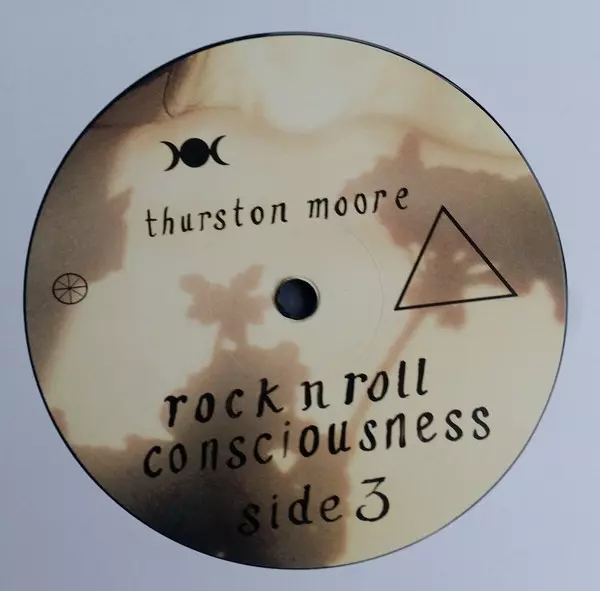 thurston moore
rock n roll
consciousness
side 3